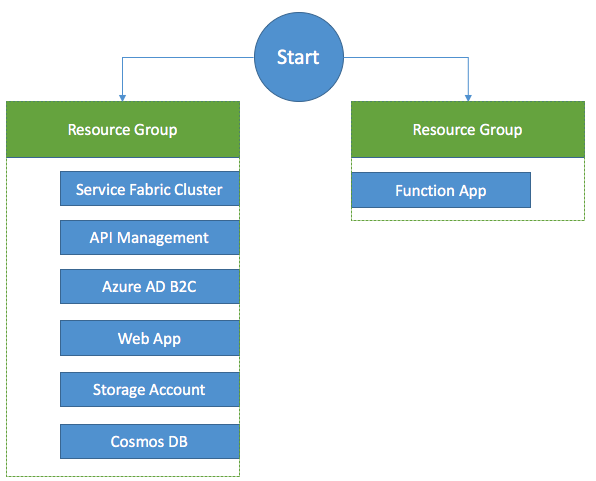 Start
Resource Group
Service Fabric Cluster
API Management
Azure AD B2C
Web App
Storage Account
Cosmos DB
Resource Group
Function App